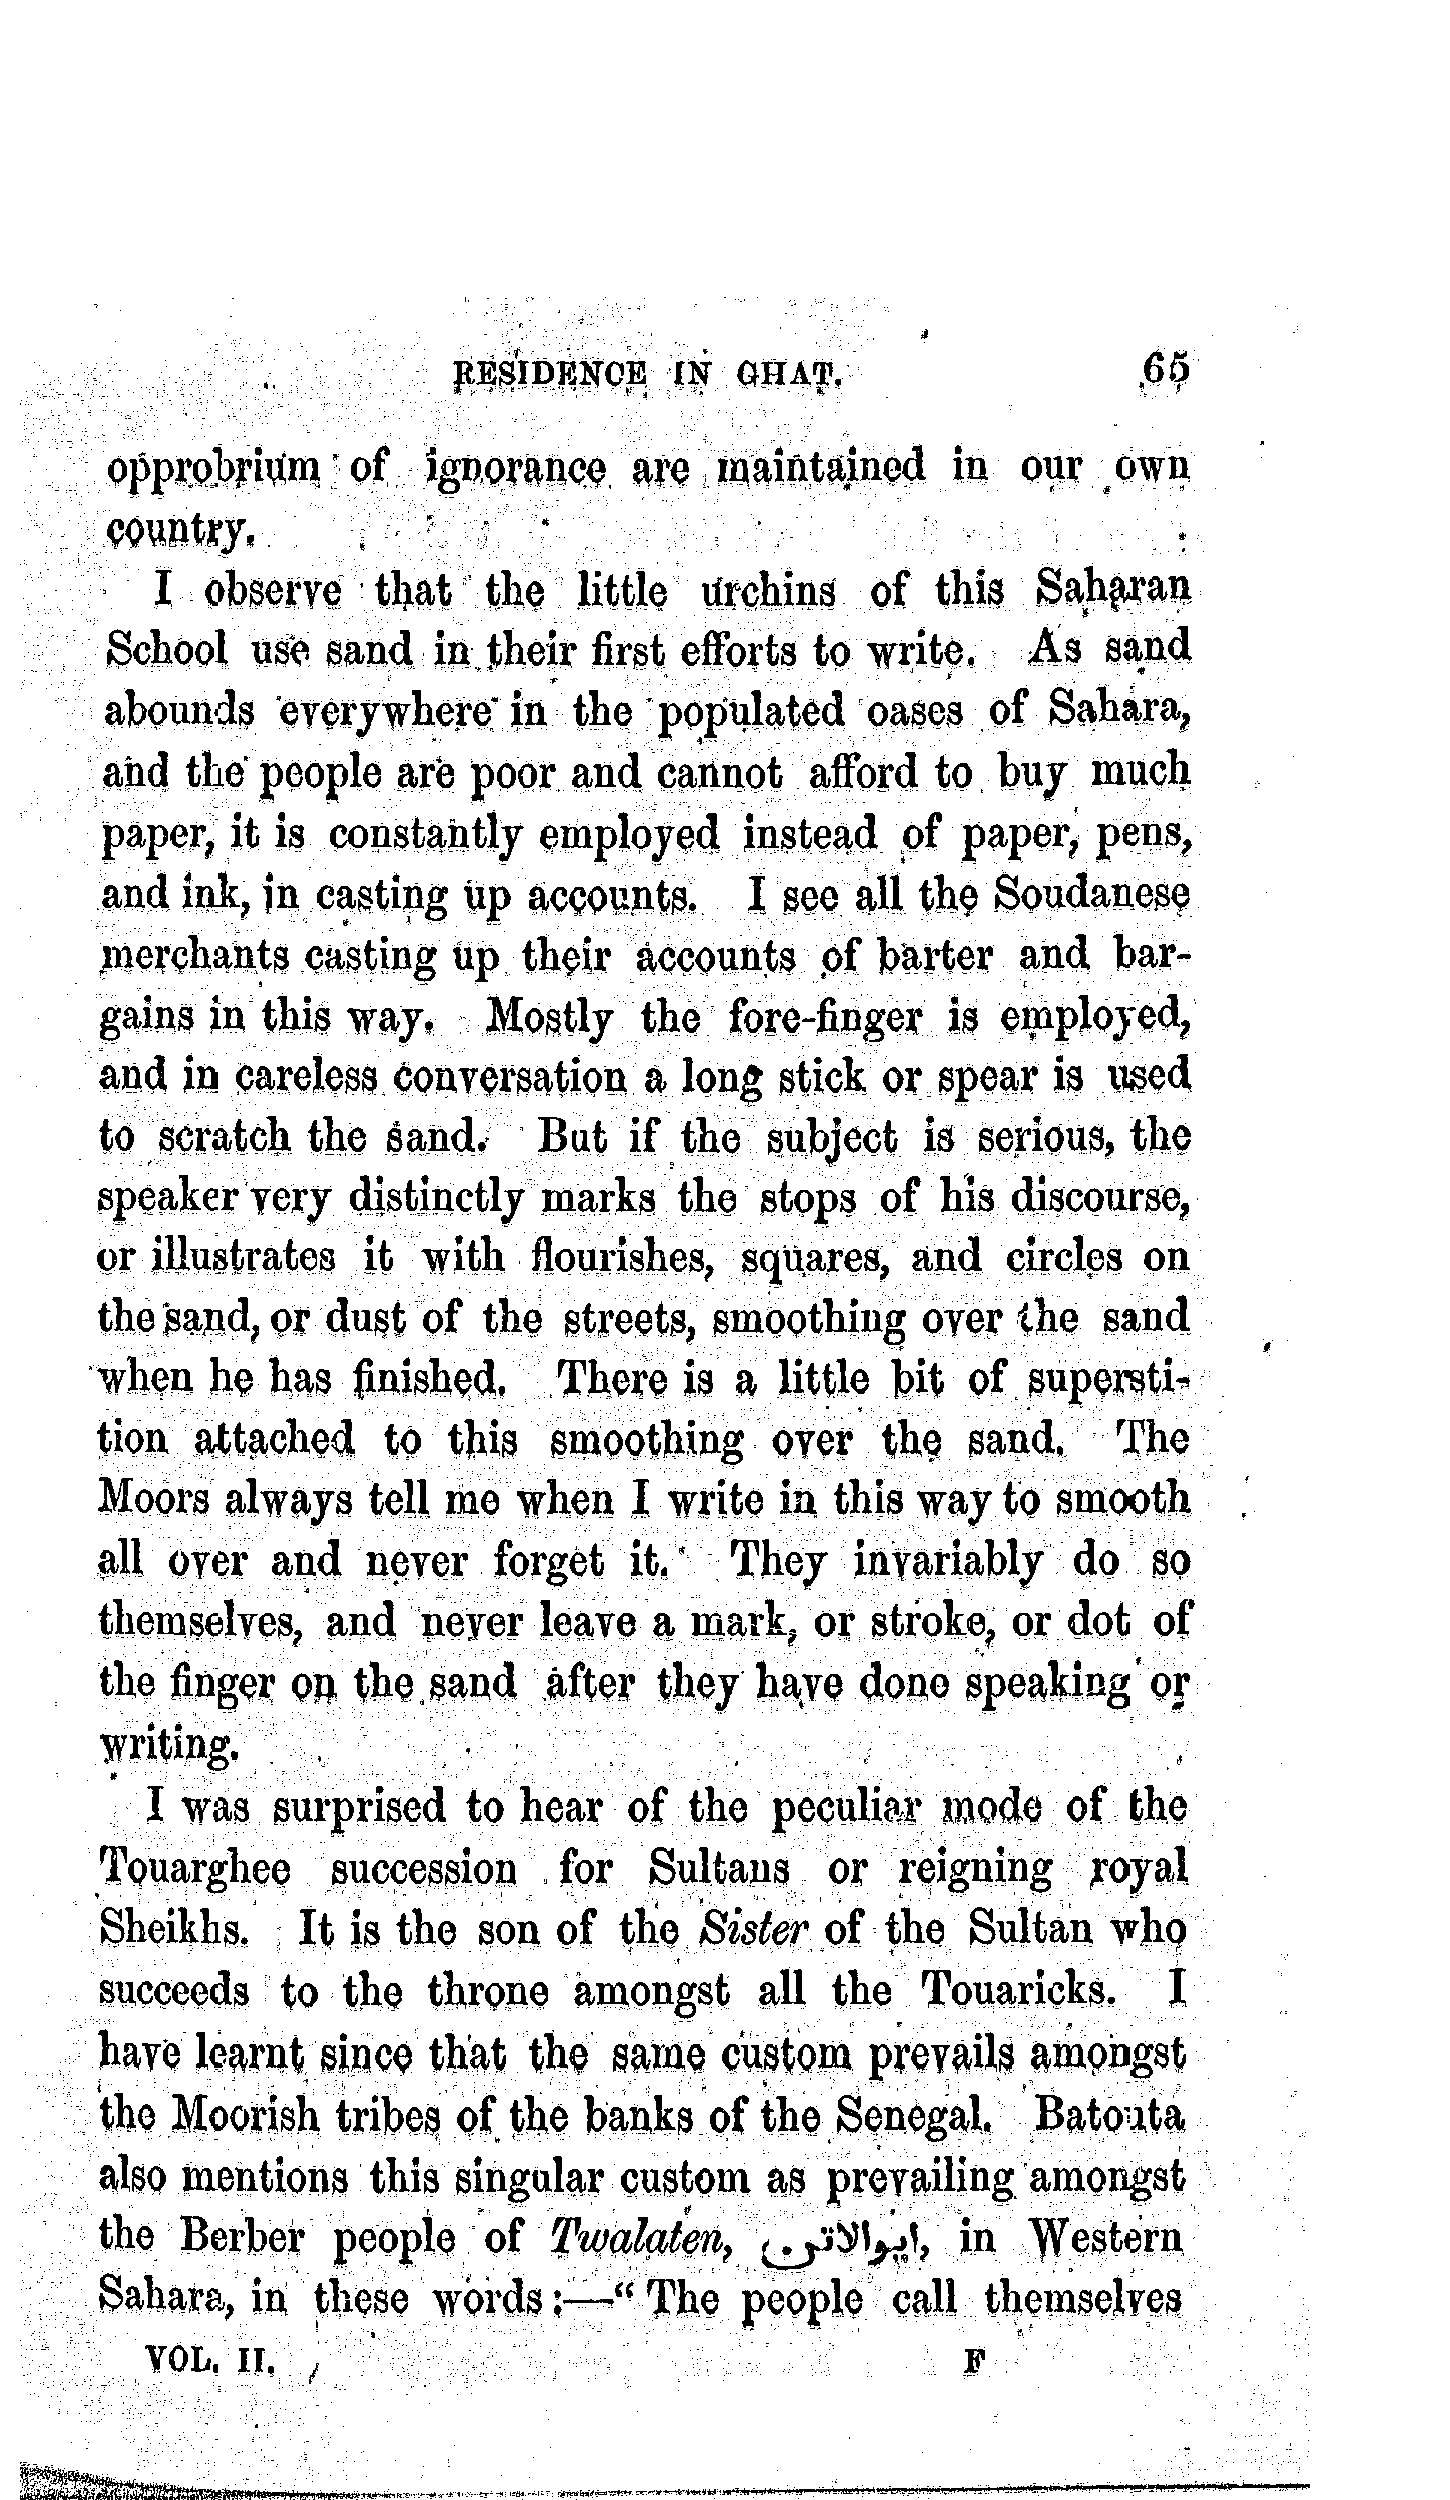 RESIDENCE IN GHAT. 65
opprobrium of ignorance are maintained in our own
country.
I observe that the little urchins of this Saharan
School use sand in their first efforts to write. As sand
abounds everywhere in the populated oases of Sahara,
and the people are poor and cannot afford to buy much
paper, it is constantly employed instead of paper, pens,
and ink, in casting up accounts. I see all the Soudanese
merchants casting up their accounts of barter and bar-
gains in this way. Mostly the fore-finger is employed,
and in careless conversation a long stick or spear is used
to scratch the sand. But if the subject is serious, the
speaker very distinctly marks the stops of his discourse,
or illustrates it with flourishes, squares, and circles on
the sand, or dust of the streets, smoothing over the sand
when he has finished. There is a little bit of supersti-
tion attached to this smoothing over the sand. The
Moors always tell me when I write in this way to smooth
all over and never forget it. They invariably do so
themselves, and never leave a mark, or stroke, or dot of
the finger on the sand after they have done speaking or
writing.
I was surprised to hear of the peculiar mode of the
Touarghee succession for Sultans or reigning royal
Sheikhs. It is the son of the Sister of the Sultan who
succeeds to the throne amongst all the Touaricks. I
have learnt since that the same custom prevails amongst
the Moorish tribes of the banks of the Senegal. Batouta
also mentions this singular custom as prevailing amongst
the Berber people of Twalaten, ايوالاتن, in Western
Sahara, in these words:—“The people call themselves
VOL. II. F